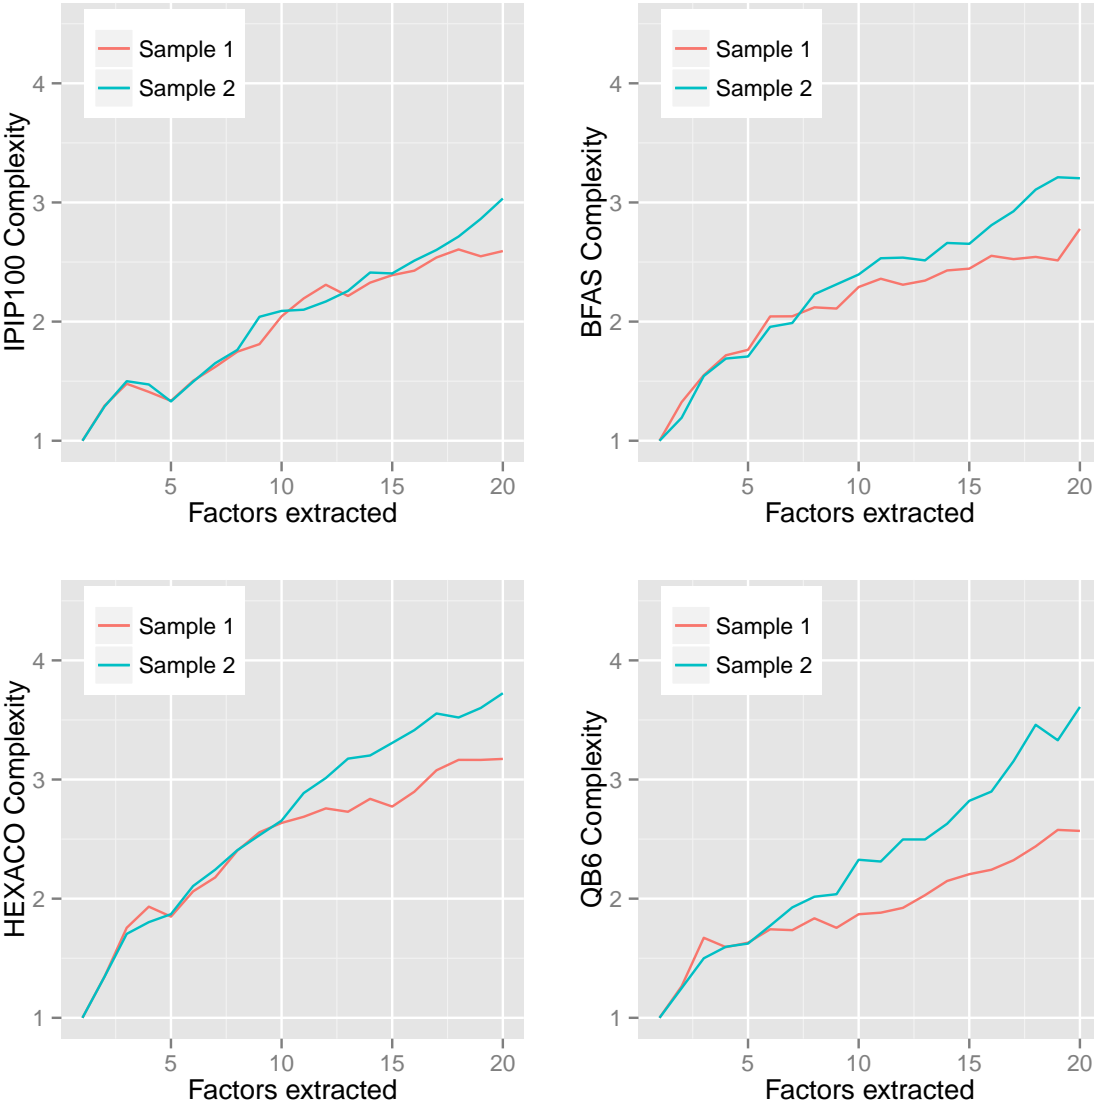 Sample 1
Sample 2
4
3
2
1
IPIP100 Complexity
5 10 15 20
Factors extracted
Sample 1
Sample 2
4
3
2
1
BFAS Complexity
5 10 15 20
Factors extracted
Sample 1
Sample 2
4
3
2
1
HEXACO Complexity
5 10 15 20
Factors extracted
Sample 1
Sample 2
4
3
2
1
QB6 Complexity
5 10 15 20
Factors extracted